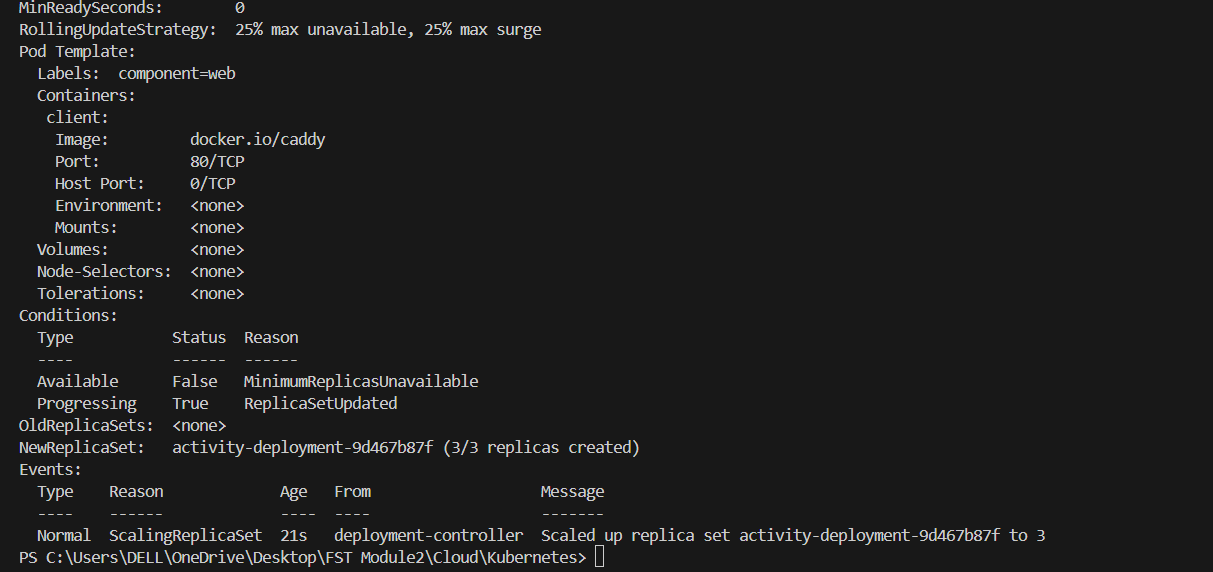 MinReadySeconds:        0
RollingUpdateStrategy:  25% max unavailable, 25% max surge
Pod Template:
  Labels:  component=web
  Containers:
   client:
    Image:         docker.io/caddy
    Port:          80/TCP
    Host Port:     0/TCP
    Environment:   <none>
    Mounts:        <none>
  Volumes:         <none>
  Node-Selectors:  <none>
  Tolerations:     <none>
Conditions:
  Type           Status  Reason
  ----           ------  ------
  Available      False   MinimumReplicasUnavailable
  Progressing    True    ReplicaSetUpdated
OldReplicaSets:  <none>
NewReplicaSet:   activity-deployment-9d467b87f (3/3 replicas created)
Events:
  Type    Reason             Age   From                   Message
  ----    ------             ----  ----                   -------
  Normal  ScalingReplicaSet  21s   deployment-controller  Scaled up replica set activity-deployment-9d467b87f to 3
PS C:\Users\DELL\OneDrive\Desktop\FST Module2\Cloud\Kubernetes>